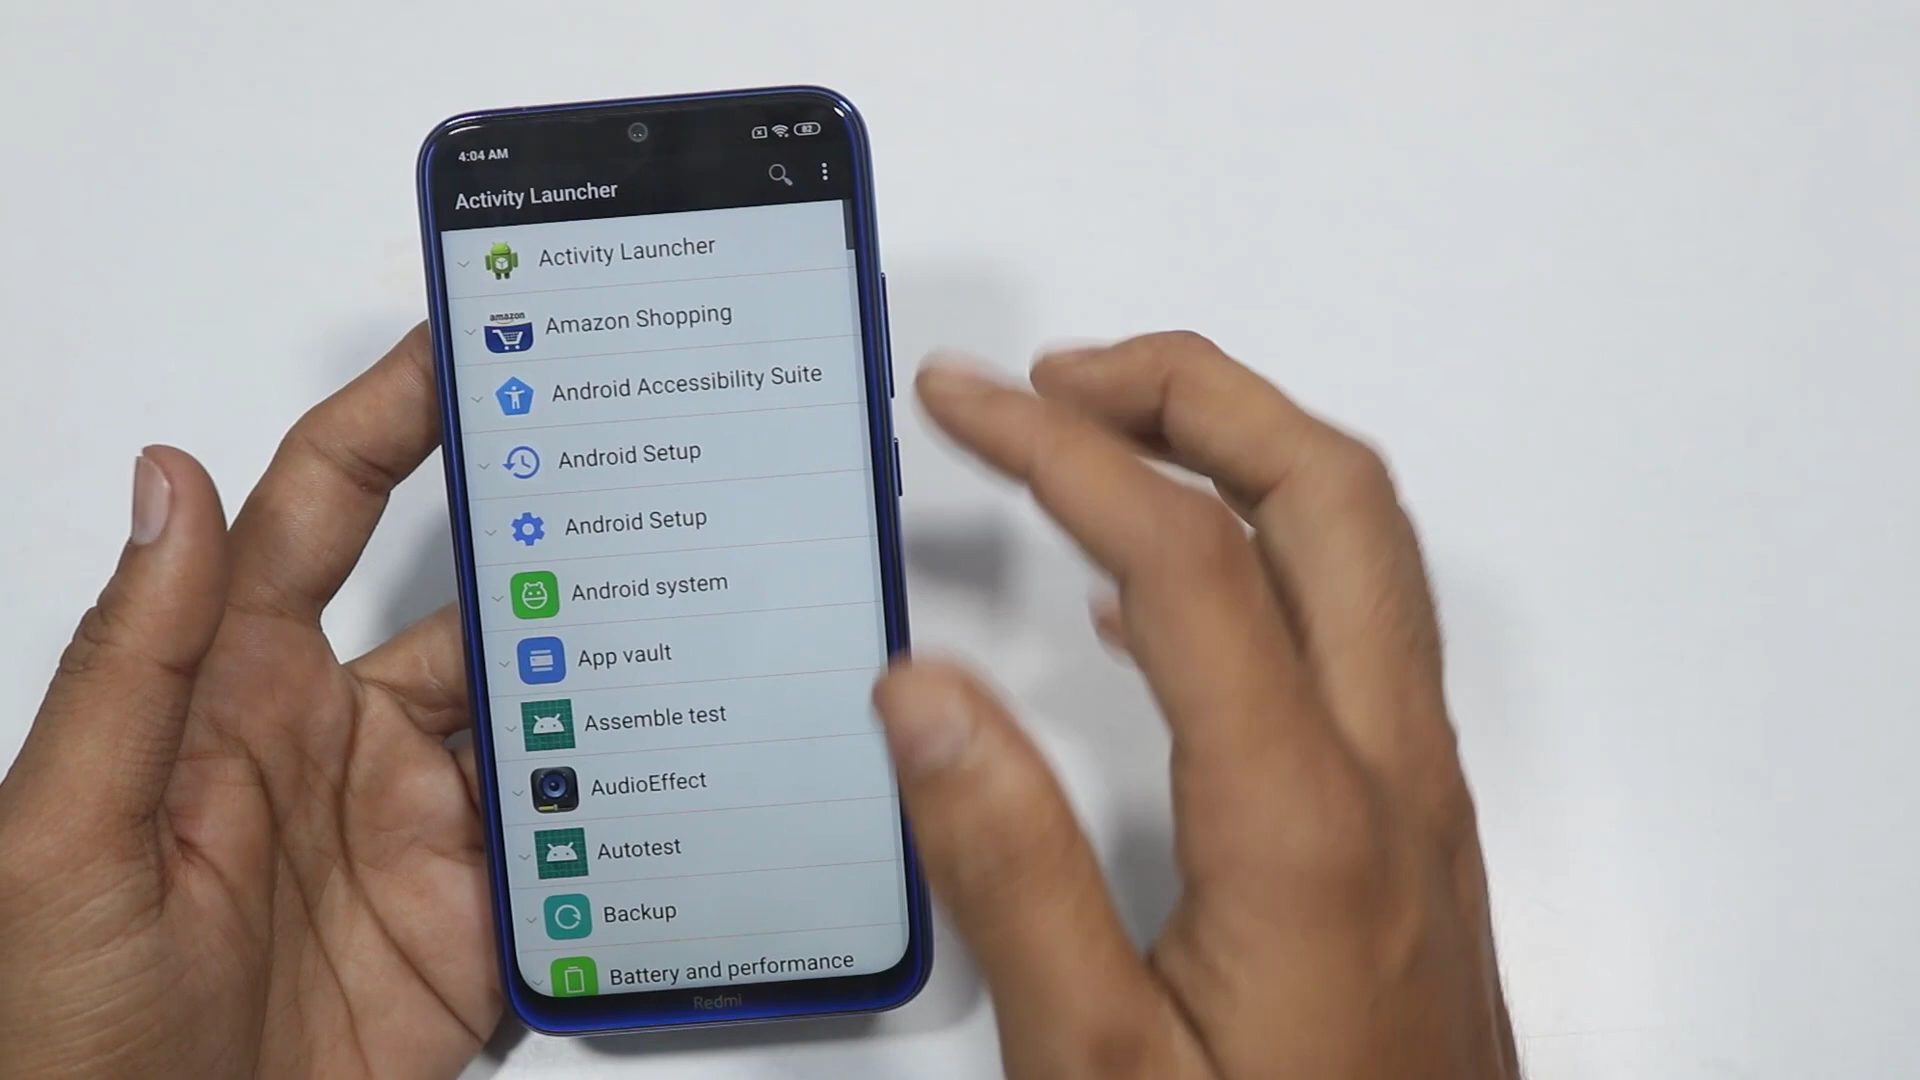 4:04 AM
82
Activity Launcher
Activity Launcher
amazon
Amazon Shopping
Android Accessibility Suite
Android Setup
Android Setup
Android system
App vault
Assemble test
AudioEffect
Autotest
Backup
Battery and performance
Redmi